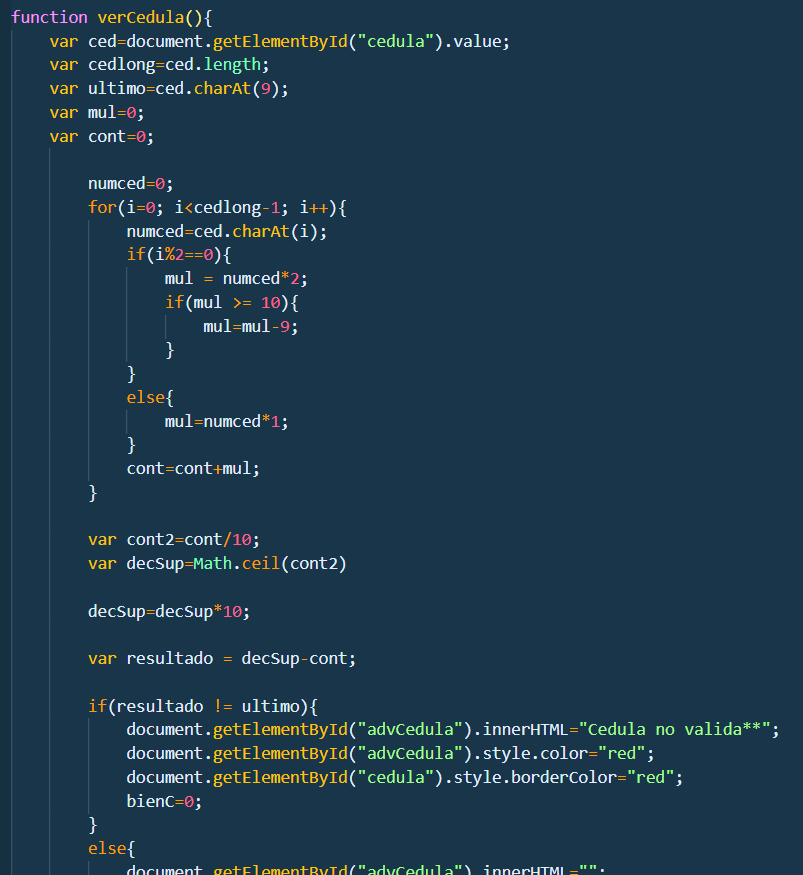 function verCedula(){
var ced=document.getElementById("cedula").value;
var cedlong=ced.length;
var ultimo=ced.charAt(9);
var mul=0;
var cont=0;
numced=0;
for(i=0; i<cedlong-1; i++){
numced=ced.charAt(i);
if(i%2==0){
mul = numced*2;
if(mul >= 10){
mul=mul-9;
}
}
else{
mul=numced*1;
}
cont=cont+mul;
}
var cont2=cont/10;
var decSup=Math.ceil(cont2)
decSup=decSup*10;
var resultado = decSup-cont;
if(resultado != ultimo){
document.getElementById("advCedula").innerHTML="Cedula no valida**";
document.getElementById("advCedula").style.color="red";
document.getElementById("cedula").style.borderColor="red";
bienC=0;
}
else{
document.getElementById("advCedula").innerHTML="";